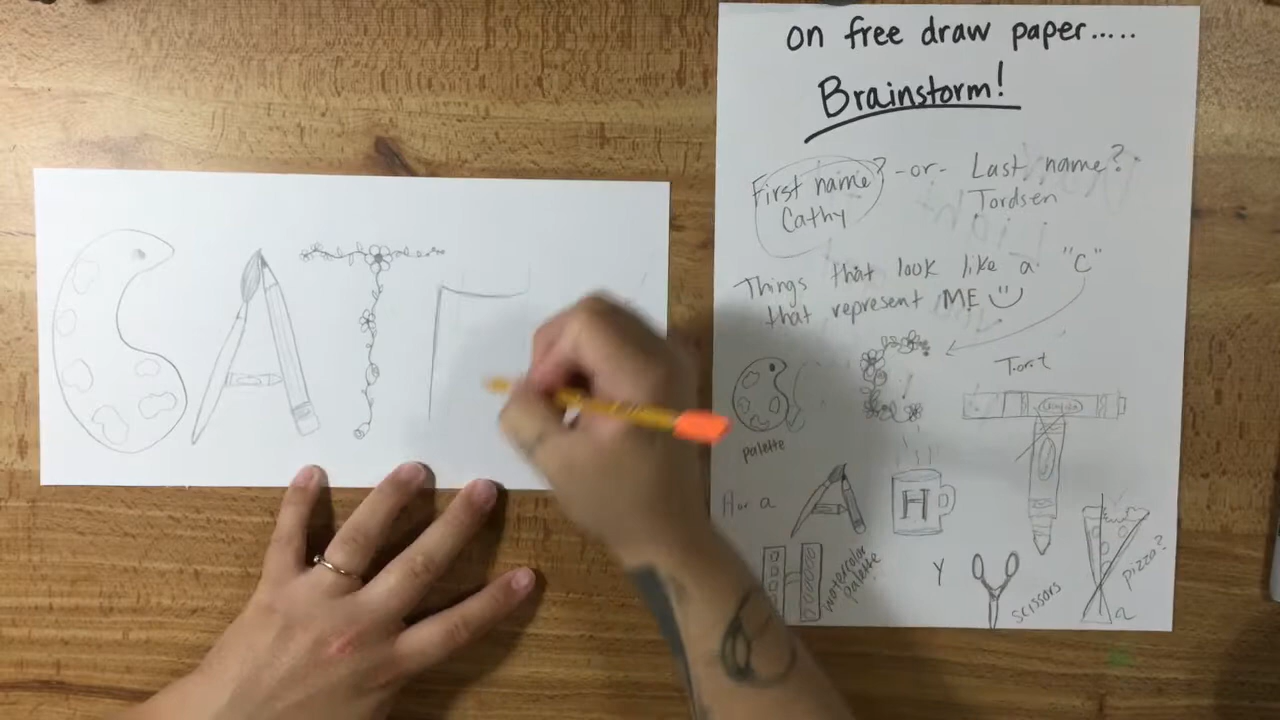 CAT
on free draw paper.....
Brainstorm!
First name? -or- Last name?
Cathy Tordsen
Things that look like a "C"
that represent ME
T or t
palette
A or a
H
watercolor
palette
Y
scissors
pizza?